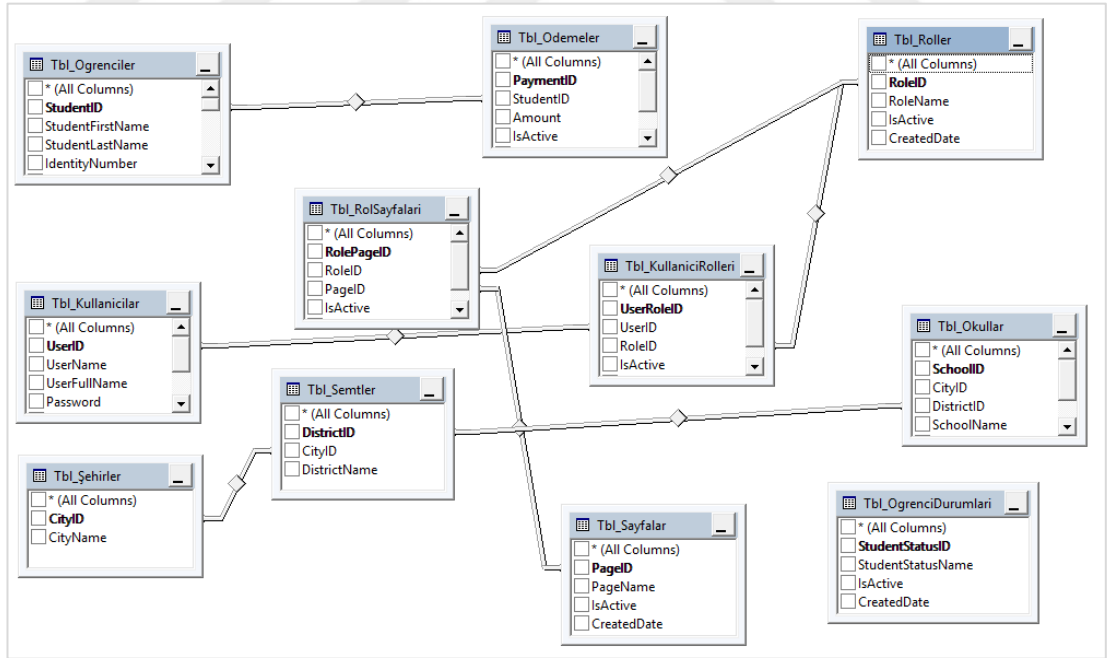 Tbl_Ogrenciler
* (All Columns)
StudentID
StudentFirstName
StudentLastName
IdentityNumber
Tbl_Odemeler
* (All Columns)
PaymentID
StudentID
Amount
IsActive
Tbl_Roller
* (All Columns)
RoleID
RoleName
IsActive
CreatedDate
Tbl_RolSayfalari
* (All Columns)
RolePageID
RoleID
PageID
IsActive
Tbl_KullaniciRolleri
* (All Columns)
UserRoleID
UserID
RoleID
IsActive
Tbl_Kullanicilar
* (All Columns)
UserID
UserName
UserFullName
Password
Tbl_Okullar
* (All Columns)
SchoolID
CityID
DistrictID
SchoolName
Tbl_Semtler
* (All Columns)
DistrictID
CityID
DistrictName
Tbl_Şehirler
* (All Columns)
CityID
CityName
Tbl_Sayfalar
* (All Columns)
PageID
PageName
IsActive
CreatedDate
Tbl_OgrenciDurumlari
* (All Columns)
StudentStatusID
StudentStatusName
IsActive
CreatedDate